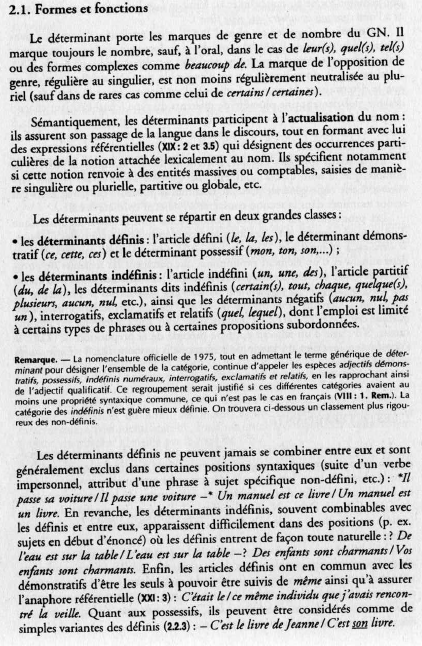 2.1. Formes et fonctions
Le déterminant porte les marques de genre et de nombre du GN. Il
marque toujours le nombre, sauf, à l'oral, dans le cas de leur(s), quel(s), tel(s)
ou des formes complexes comme beaucoup de. La marque de l'opposition de
genre, régulière au singulier, est non moins régulièrement neutralisée au plu-
riel (sauf dans de rares cas comme celui de certains / certaines).
Sémantiquement, les déterminants participent à l'actualisation du nom :
ils assurent son passage de la langue dans le discours, tout en formant avec lui
des expressions référentielles (XIX : 2 et 3.5) qui désignent des occurrences parti-
culières de la notion attachée lexicalement au nom. Ils spécifient notamment
si cette notion renvoie à des entités massives ou comptables, saisies de maniè-
re singulière ou plurielle, partitive ou globale, etc.
Les déterminants peuvent se répartir en deux grandes classes :
• les déterminants définis : l'article défini (le, la, les), le déterminant démons-
tratif (ce, cette, ces) et le déterminant possessif (mon, ton, son,...) ;
• les déterminants indéfinis : l'article indéfini (un, une, des), l'article partitif
(du, de la), les déterminants dits indéfinis (certain(s), tout, chaque, quelque(s),
plusieurs, aucun, nul, etc.), ainsi que les déterminants négatifs (aucun, nul, pas
un), interrogatifs, exclamatifs et relatifs (quel, lequel), dont l'emploi est limité
à certains types de phrases ou à certaines propositions subordonnées.
Remarque. — La nomenclature officielle de 1975, tout en admettant le terme générique de déter-
minant pour désigner l'ensemble de la catégorie, continue d'appeler les espèces adjectifs démons-
tratifs, possessifs, indéfinis numéraux, interrogatifs, exclamatifs et relatifs, en les rapprochant ainsi
de l'adjectif qualificatif. Ce regroupement serait justifié si ces différentes catégories avaient au
moins une propriété syntaxique commune, ce qui n'est pas le cas en français (VIII : 1. Rem.). La
catégorie des indéfinis n'est guère mieux définie. On trouvera ci-dessous un classement plus rigou-
reux des non-définis.
Les déterminants définis ne peuvent jamais se combiner entre eux et sont
généralement exclus dans certaines positions syntaxiques (suite d'un verbe
impersonnel, attribut d'une phrase à sujet spécifique non-défini, etc.) : *Il
passe sa voiture / Il passe une voiture –* Un manuel est ce livre / Un manuel est
un livre. En revanche, les déterminants indéfinis, souvent combinables avec
les définis et entre eux, apparaissent difficilement dans des positions (p. ex.
sujets en début d'énoncé) où les définis entrent de façon toute naturelle : ? De
l'eau est sur la table / L'eau est sur la table –? Des enfants sont charmants / Vos
enfants sont charmants. Enfin, les articles définis ont en commun avec les
démonstratifs d'être les seuls à pouvoir être suivis de même ainsi qu'à assurer
l'anaphore référentielle (XXI : 3) : C'était le / ce même individu que j'avais rencon-
tré la veille. Quant aux possessifs, ils peuvent être considérés comme de
simples variantes des définis (2.2.3) : – C'est le livre de Jeanne / C'est son livre.